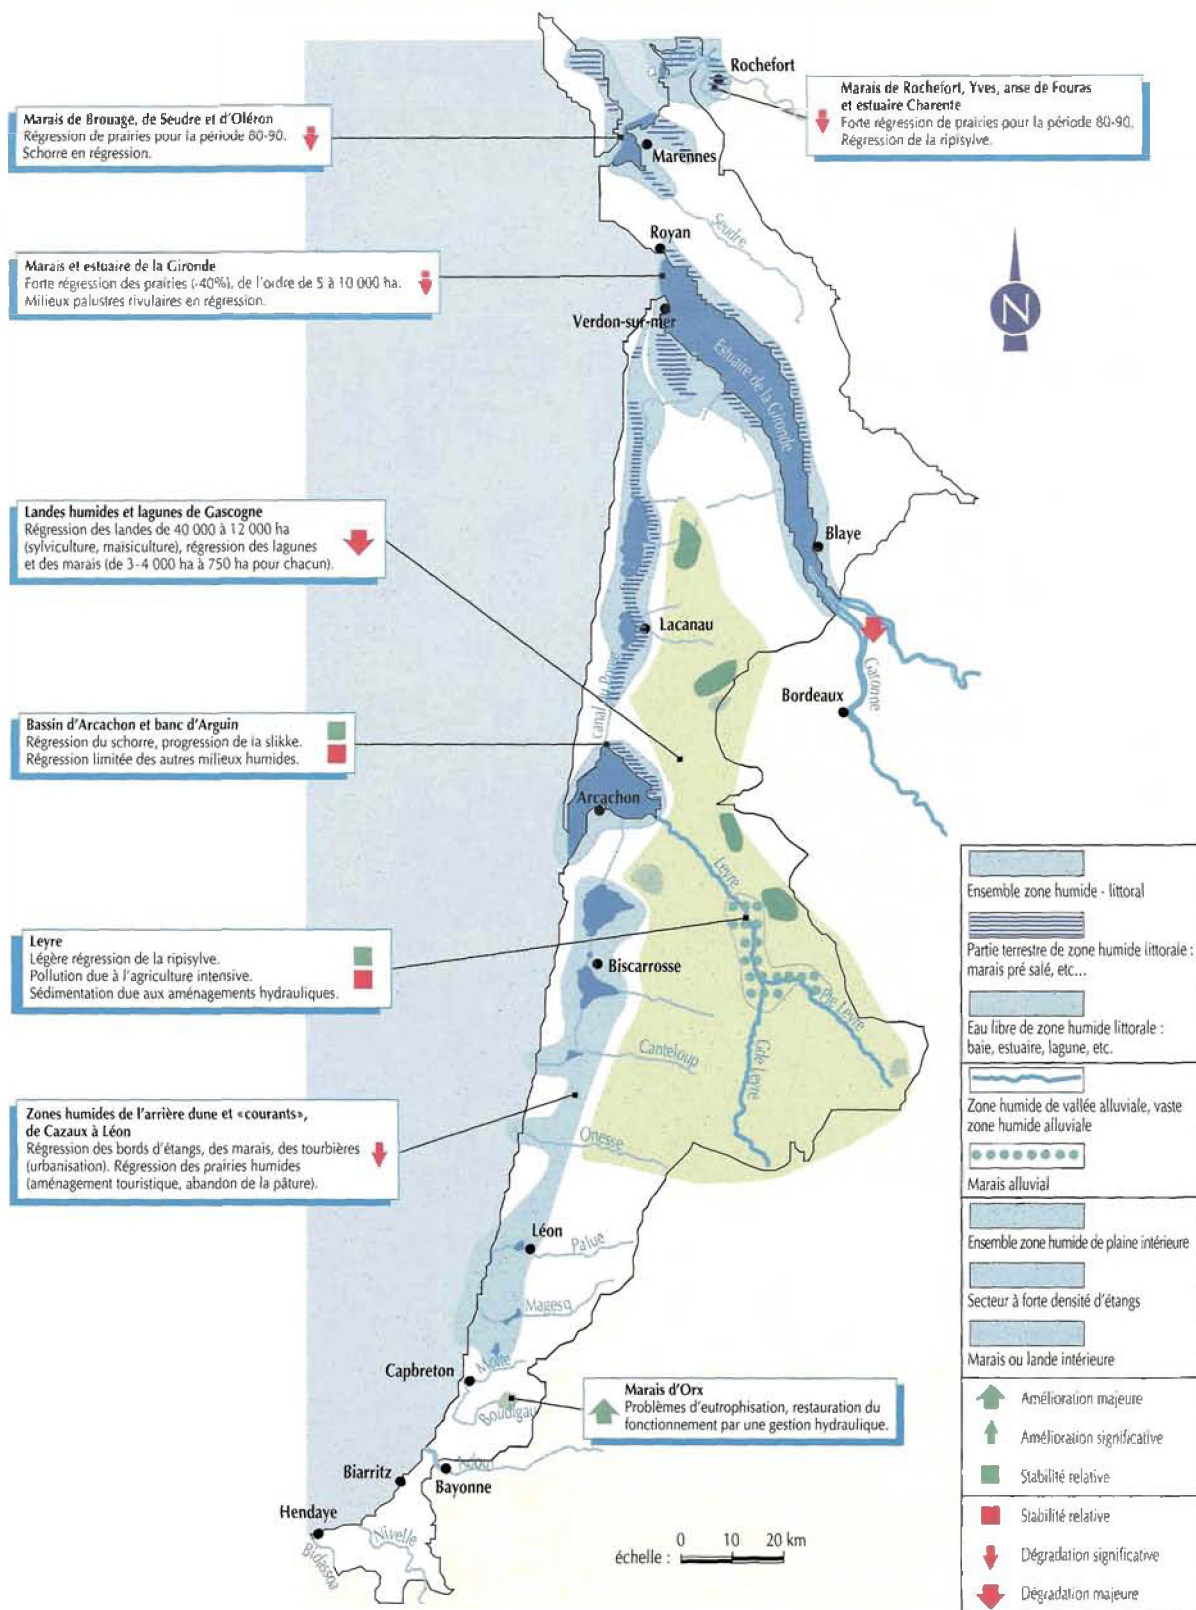 Rochefort
Marais de Rochefort, Yves, anse de Fouras
et estuaire Charente
Forte régression de prairies pour la période 80-90.
Régression de la ripisylve.
Marais de Brouage, de Seudre et d'Oléron
Régression de prairies pour la période 80-90.
Schorre en régression.
Marennes
Seudre
Royan
Marais et estuaire de la Gironde
Forte régression des prairies (-40%), de l'ordre de 5 à 10 000 ha.
Milieux palustres rivulaires en régression.
N
Verdon-sur-mer
Estuaire de la Gironde
Landes humides et lagunes de Gascogne
Régression des landes de 40 000 à 12 000 ha
(sylviculture, maïsiculture), régression des lagunes
et des marais (de 3-4 000 ha à 750 ha pour chacun).
Blaye
Lacanau
Garonne
Bordeaux
Canal du Porge
Bassin d'Arcachon et banc d'Arguin
Régression du schorre, progression de la slikke.
Régression limitée des autres milieux humides.
Arcachon
Leyre
Leyre
Légère régression de la ripisylve.
Pollution due à l'agriculture intensive.
Sédimentation due aux aménagements hydrauliques.
Biscarrosse
Pte Leyre
Gde Leyre
Canteloup
Onesse
Zones humides de l'arrière dune et «courants»,
de Cazaux à Léon
Régression des bords d'étangs, des marais, des tourbières
(urbanisation). Régression des prairies humides
(aménagement touristique, abandon de la pâture).
Léon
Palue
Magesq
Capbreton
Molte
Boudigau
Marais d'Orx
Problèmes d'eutrophisation, restauration du
fonctionnement par une gestion hydraulique.
Biarritz
Adour
Bayonne
Hendaye
Nivelle
Bidassoa
échelle :
0 10 20 km
Ensemble zone humide - littoral
Partie terrestre de zone humide littorale :
marais pré salé, etc...
Eau libre de zone humide littorale :
baie, estuaire, lagune, etc.
Zone humide de vallée alluviale, vaste
zone humide alluviale
Marais alluvial
Ensemble zone humide de plaine intérieure
Secteur à forte densité d'étangs
Marais ou lande intérieure
Amélioration majeure
Amélioration significative
Stabilité relative
Stabilité relative
Dégradation significative
Dégradation majeure